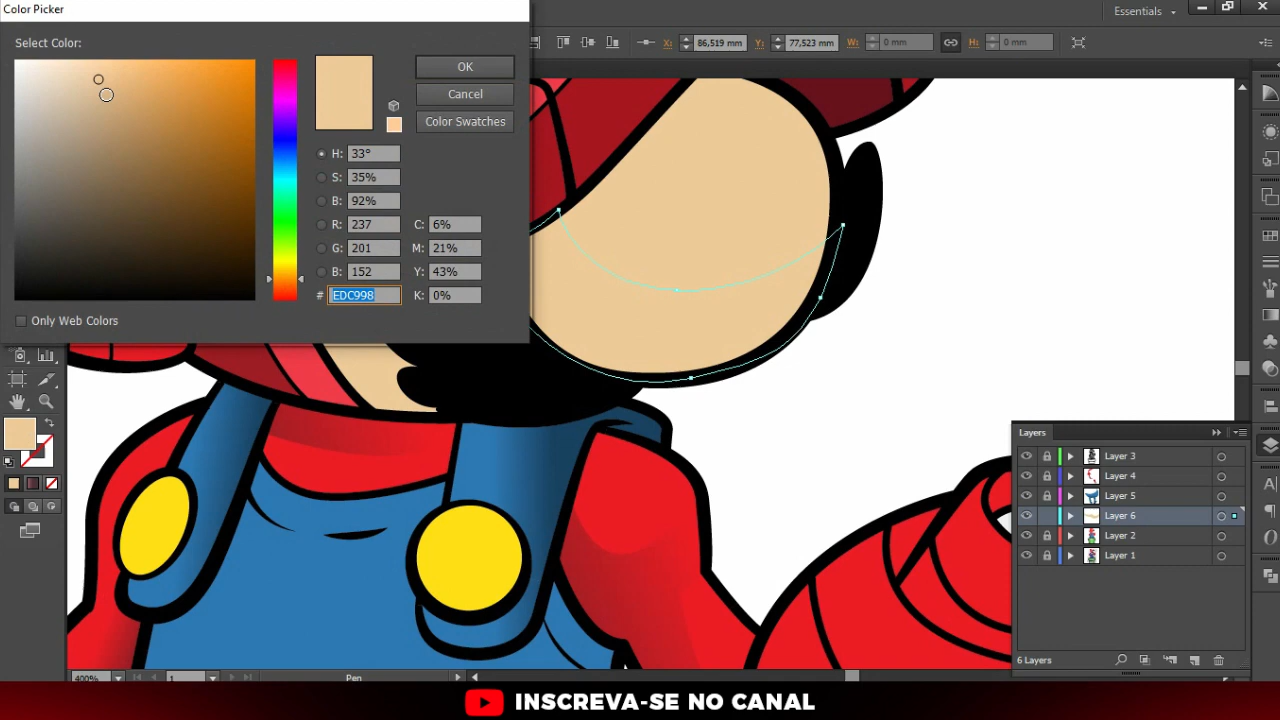 Color Picker
Essentials
Select Color:
X: 86,519 mm Y: 77,523 mm W: 0 mm H: 0 mm
OK
Cancel
Color Swatches
H: 33°
S: 35%
B: 92%
R: 237 C: 6%
G: 201 M: 21%
B: 152 Y: 43%
# EDC998 K: 0%
Only Web Colors
Layers
Layer 3
Layer 4
Layer 5
Layer 6
Layer 2
Layer 1
6 Layers
400% 1 Pen
INSCREVA-SE NO CANAL